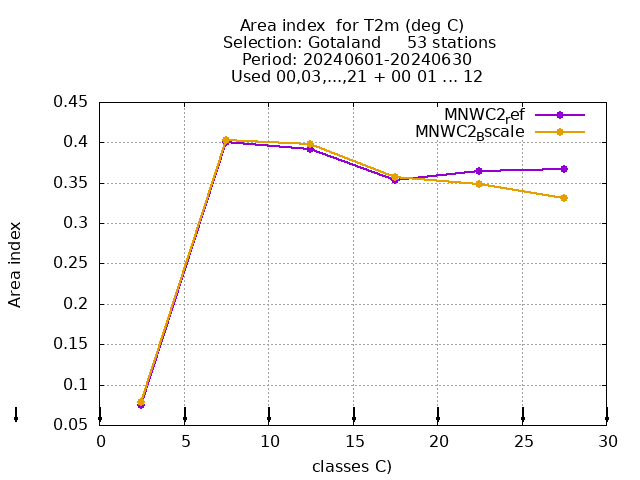 Area index  for T2m (deg C)
Selection: Gotaland     53 stations
Period: 20240601-20240630
Used 00,03,...,21 + 00 01 ... 12
MNWC2ref
MNWC2Bscale
0.45
0.4
0.35
0.3
0.25
0.2
0.15
0.1
0.05
Area index
0 5 10 15 20 25 30
classes C)